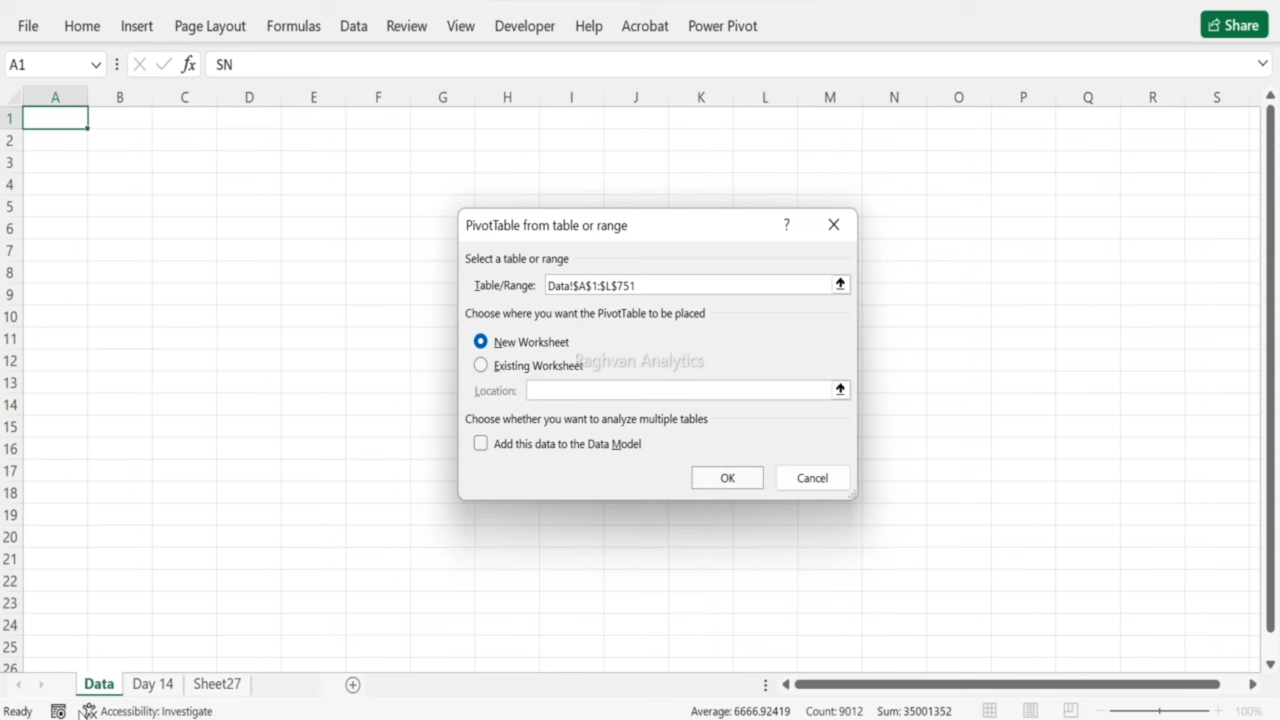 File Home Insert Page Layout Formulas Data Review View Developer Help Acrobat Power Pivot Share
A1 fx SN
A B C D E F G H I J K L M N O P Q R S
1
2
3
4
5
6
7
8
9
10
11
12
13
14
15
16
17
18
19
20
21
22
23
24
25
26
PivotTable from table or range ?
Select a table or range
Table/Range: Data!$A$1:$L$751
Choose where you want the PivotTable to be placed
New Worksheet
Existing Worksheet
Raghvan Analytics
Location:
Choose whether you want to analyze multiple tables
Add this data to the Data Model
OK Cancel
Data Day 14 Sheet27
Ready Accessibility: Investigate Average: 6666.92419 Count: 9012 Sum: 35001352 100%